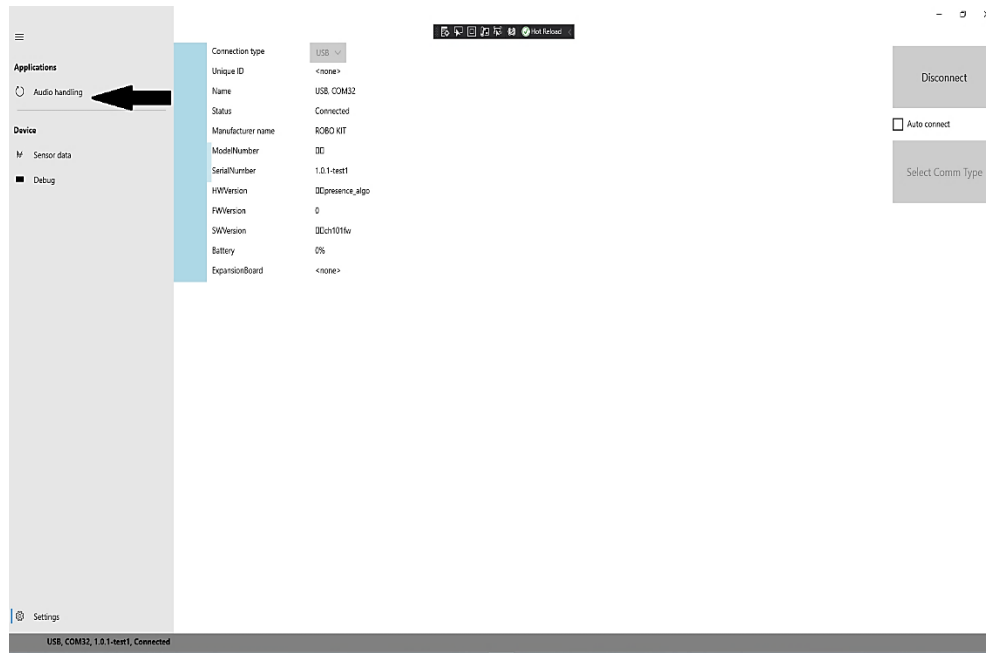 Hot Reload
Applications
Audio handling
Device
Sensor data
Debug
Settings
Connection type USB
Unique ID <none>
Name USB, COM32
Status Connected
Manufacturer name ROBO KIT
ModelNumber
SerialNumber 1.0.1-test1
HWVersion presence_algo
FWVersion 0
SWVersion ch101fw
Battery 0%
ExpansionBoard <none>
Disconnect
Auto connect
Select Comm Type
USB, COM32, 1.0.1-test1, Connected